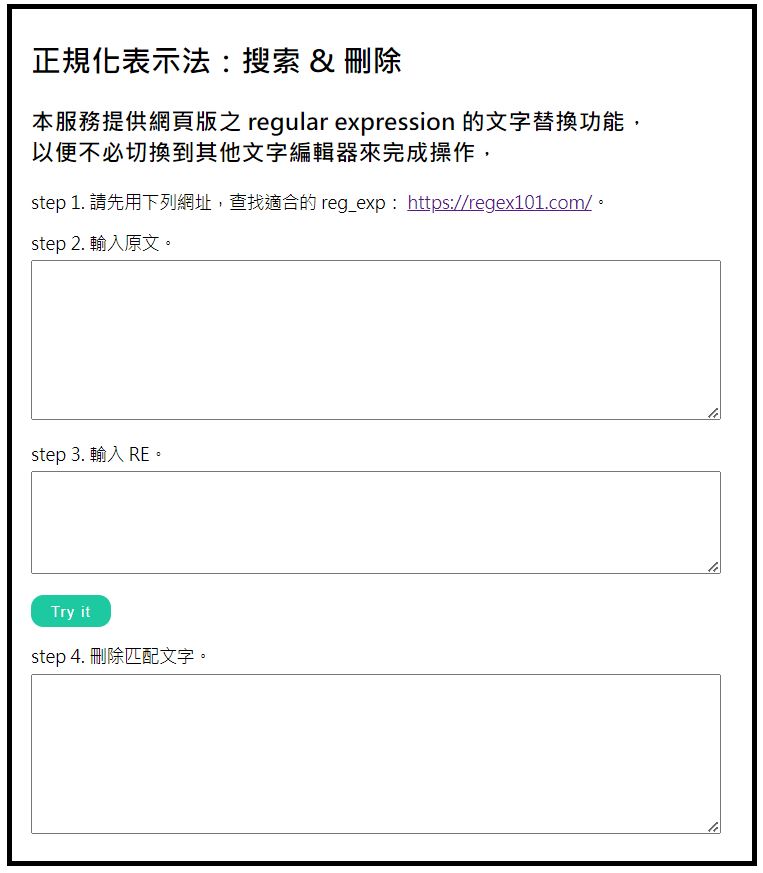 正規化表示法：搜索 & 刪除
本服務提供網頁版之 regular expression 的文字替換功能，
以便不必切換到其他文字編輯器來完成操作，
step 1. 請先用下列網址，查找適合的 reg_exp： https://regex101.com/。
step 2. 輸入原文。
step 3. 輸入 RE。
Try it
step 4. 刪除匹配文字。